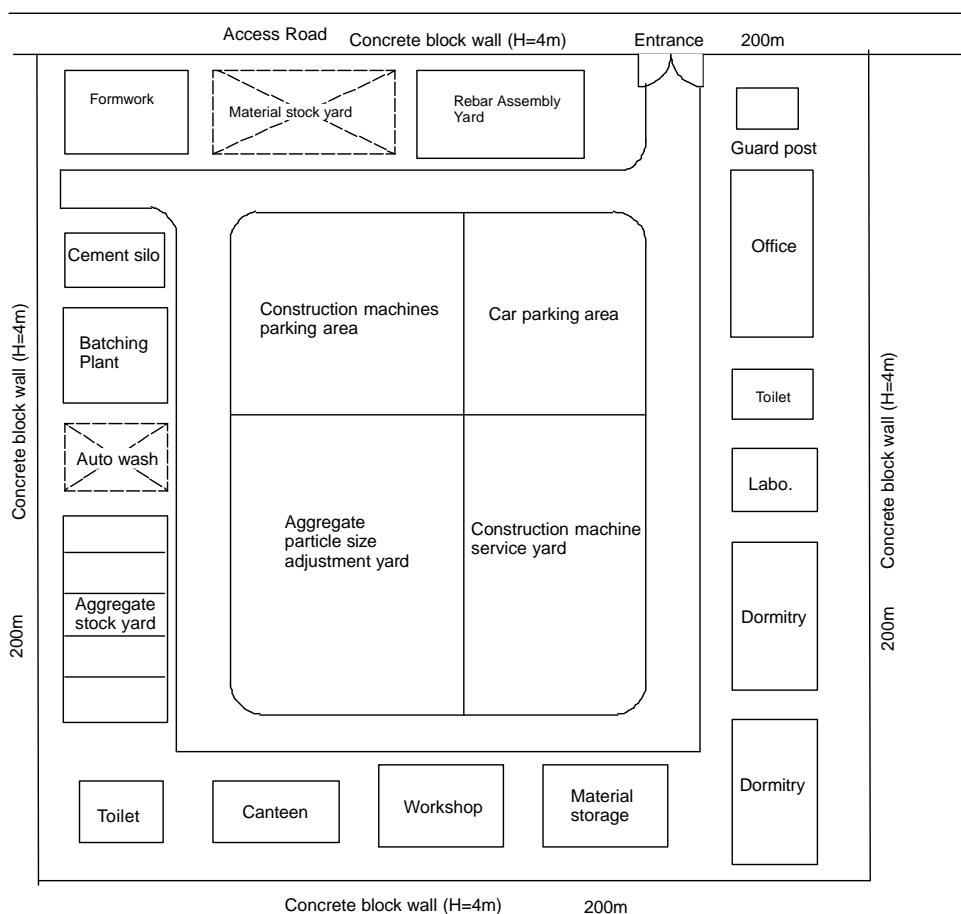 Access Road
Concrete block wall (H=4m)
Entrance
200m
Formwork
Material stock yard
Rebar Assembly
Yard
Guard post
Cement silo
Construction machines
parking area
Car parking area
Office
Concrete block wall (H=4m)
Batching
Plant
Toilet
Concrete block wall (H=4m)
Auto wash
Labo.
Aggregate
particle size
adjustment yard
Construction machine
service yard
Aggregate
stock yard
Dormitry
200m
200m
Toilet
Canteen
Workshop
Material
storage
Dormitry
Concrete block wall (H=4m)
200m